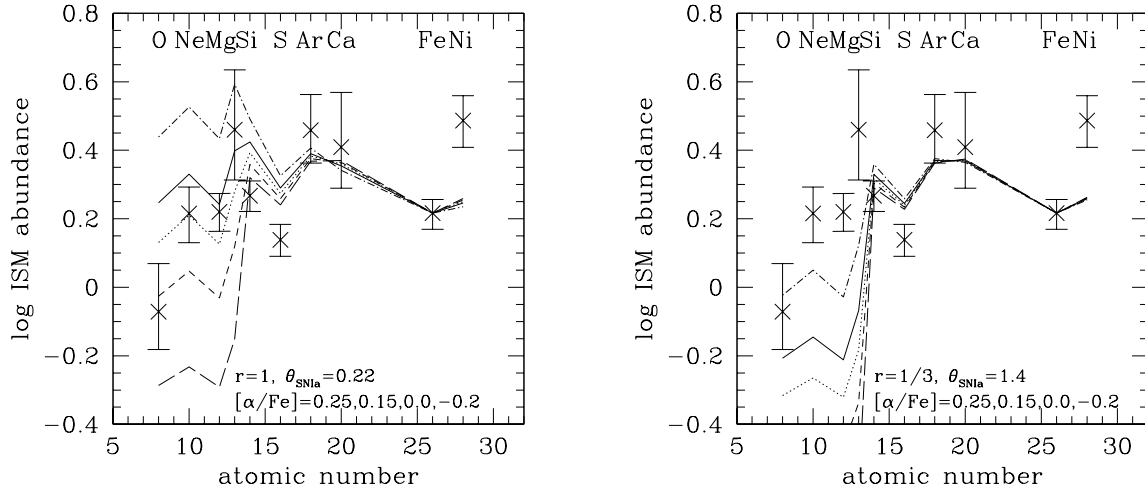 0.8
0.6
0.4
0.2
0
−0.2
−0.4
log ISM abundance
O NeMgSi S ArCa FeNi
r=1, θSNIa=0.22
[α/Fe]=0.25,0.15,0.0,−0.2
5 10 15 20 25 30
atomic number
0.8
0.6
0.4
0.2
0
−0.2
−0.4
log ISM abundance
O NeMgSi S ArCa FeNi
r=1/3, θSNIa=1.4
[α/Fe]=0.25,0.15,0.0,−0.2
5 10 15 20 25 30
atomic number